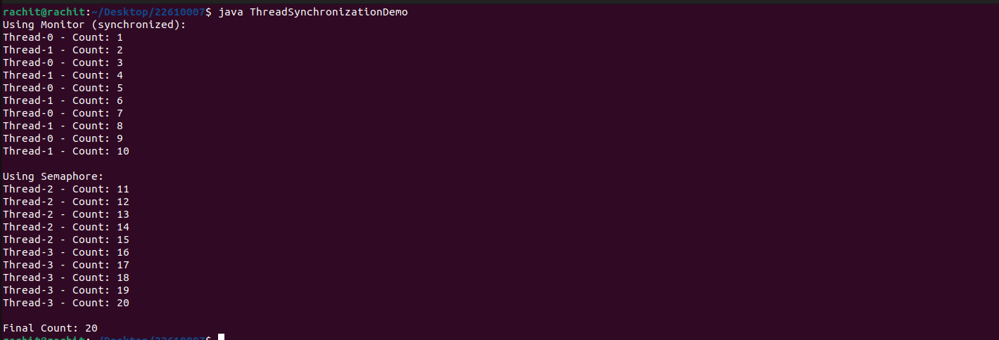 rachit@rachit:~/Desktop/22610007$ java ThreadSynchronizationDemo
Using Monitor (synchronized):
Thread-0 - Count: 1
Thread-1 - Count: 2
Thread-0 - Count: 3
Thread-1 - Count: 4
Thread-0 - Count: 5
Thread-1 - Count: 6
Thread-0 - Count: 7
Thread-1 - Count: 8
Thread-0 - Count: 9
Thread-1 - Count: 10
Using Semaphore:
Thread-2 - Count: 11
Thread-2 - Count: 12
Thread-2 - Count: 13
Thread-2 - Count: 14
Thread-2 - Count: 15
Thread-3 - Count: 16
Thread-3 - Count: 17
Thread-3 - Count: 18
Thread-3 - Count: 19
Thread-3 - Count: 20
Final Count: 20
rachit@rachit:~/Desktop/22610007$